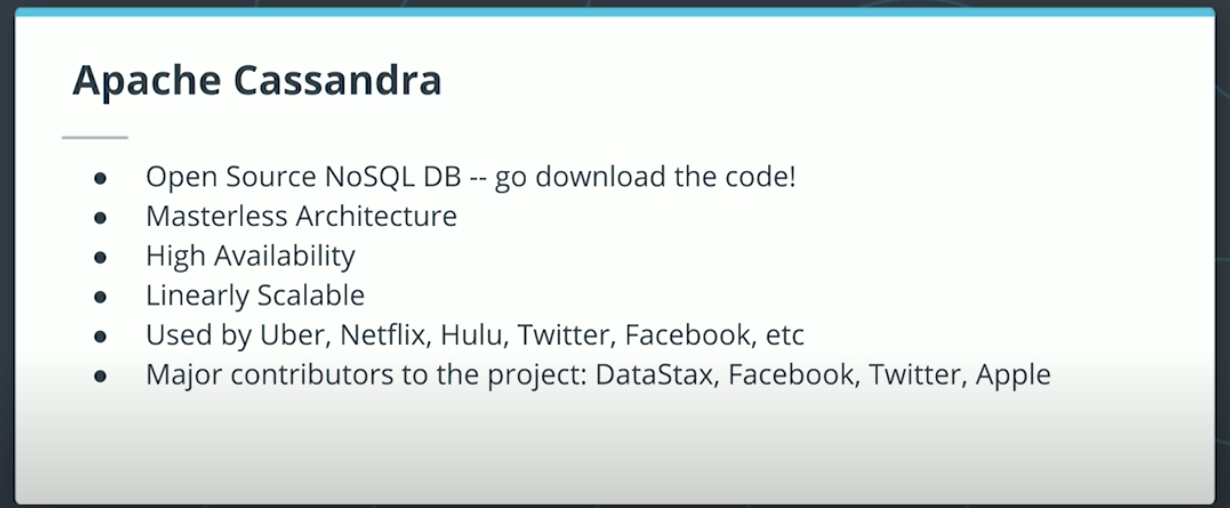 Apache Cassandra
● Open Source NoSQL DB -- go download the code!
● Masterless Architecture
● High Availability
● Linearly Scalable
● Used by Uber, Netflix, Hulu, Twitter, Facebook, etc
● Major contributors to the project: DataStax, Facebook, Twitter, Apple